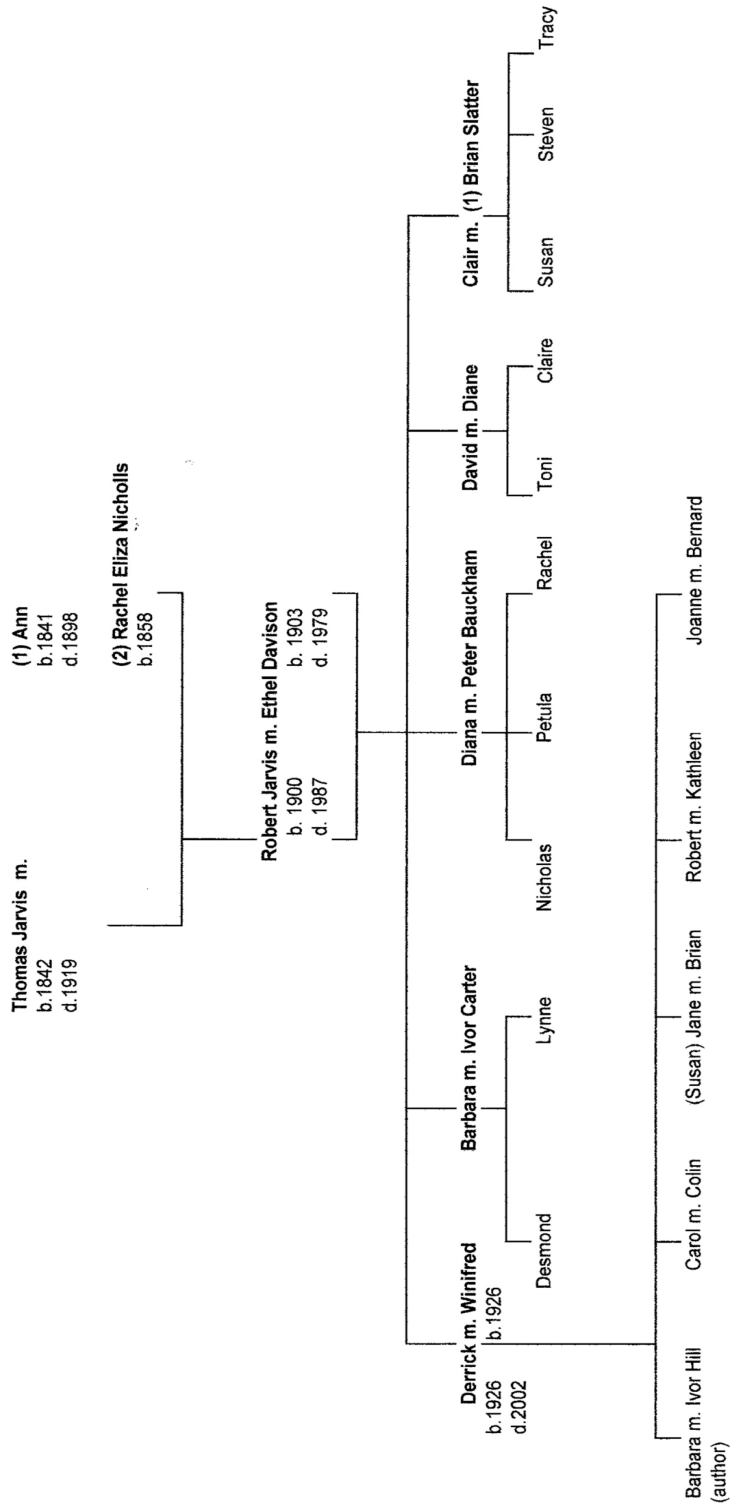 Thomas Jarvis m. (1) Ann
b.1842 b.1841
d.1919 d.1898
(2) Rachel Eliza Nicholls
b.1858
Robert Jarvis m. Ethel Davison
b. 1900 b. 1903
d. 1987 d. 1979
Derrick m. Winifred Barbara m. Ivor Carter Diana m. Peter Bauckham David m. Diane Clair m. (1) Brian Slatter
b.1926 b.1926
d.2002
Desmond Lynne Nicholas Petula Rachel Toni Claire Susan Steven Tracy
Barbara m. Ivor Hill Carol m. Colin (Susan) Jane m. Brian Robert m. Kathleen Joanne m. Bernard
(author)